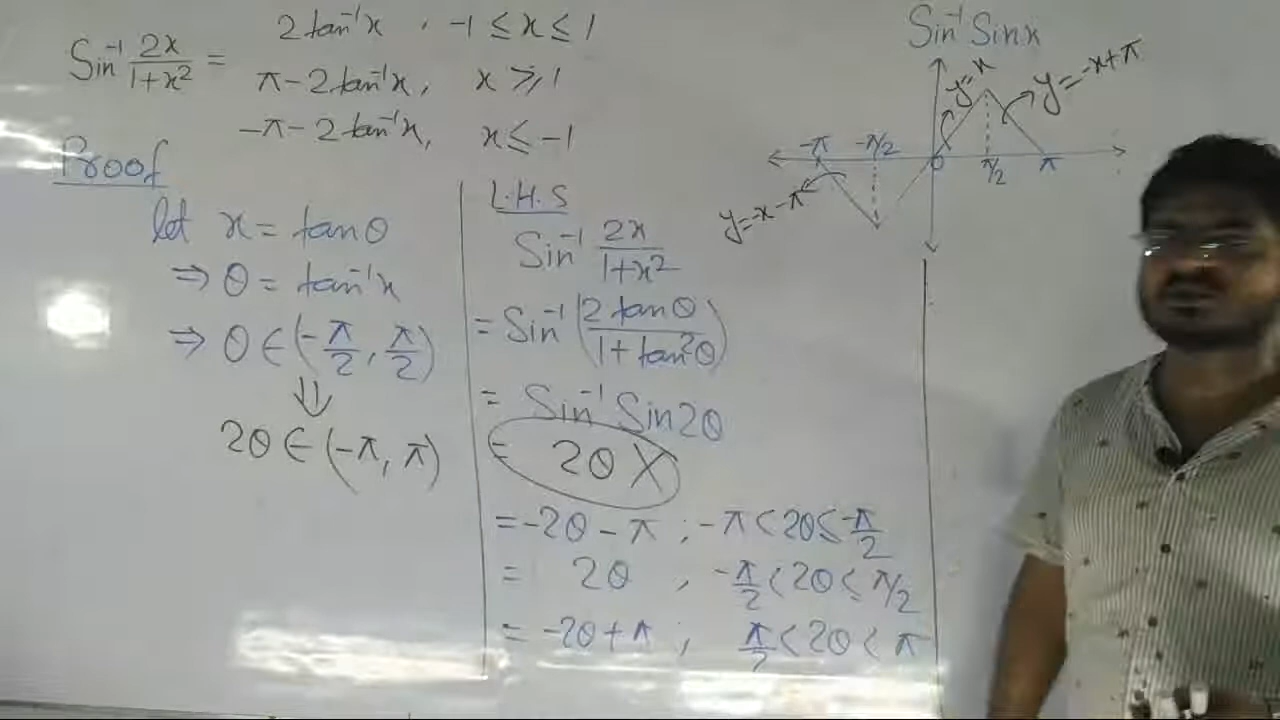 Sin⁻¹ 2x/(1+x²) = 2tan⁻¹x , -1 ≤ x ≤ 1
π-2tan⁻¹x, x ≥ 1
-π-2tan⁻¹x, x ≤ -1
Proof
let x = tanθ
⇒ θ = tan⁻¹x
⇒ θ ∈ (-π/2, π/2)
⇓
2θ ∈ (-π, π)
L.H.S
Sin⁻¹ 2x/(1+x²)
= Sin⁻¹(2tanθ/(1+tan²θ))
= Sin⁻¹ Sin2θ
= 2θ X
= -2θ-π ; -π<2θ≤-π/2
= 2θ , -π/2<2θ≤π/2
= -2θ+π ; π/2<2θ<π
Sin⁻¹ Sinx
y=x
y=-x+π
-π -π/2 0 π/2 π
y=-x-π